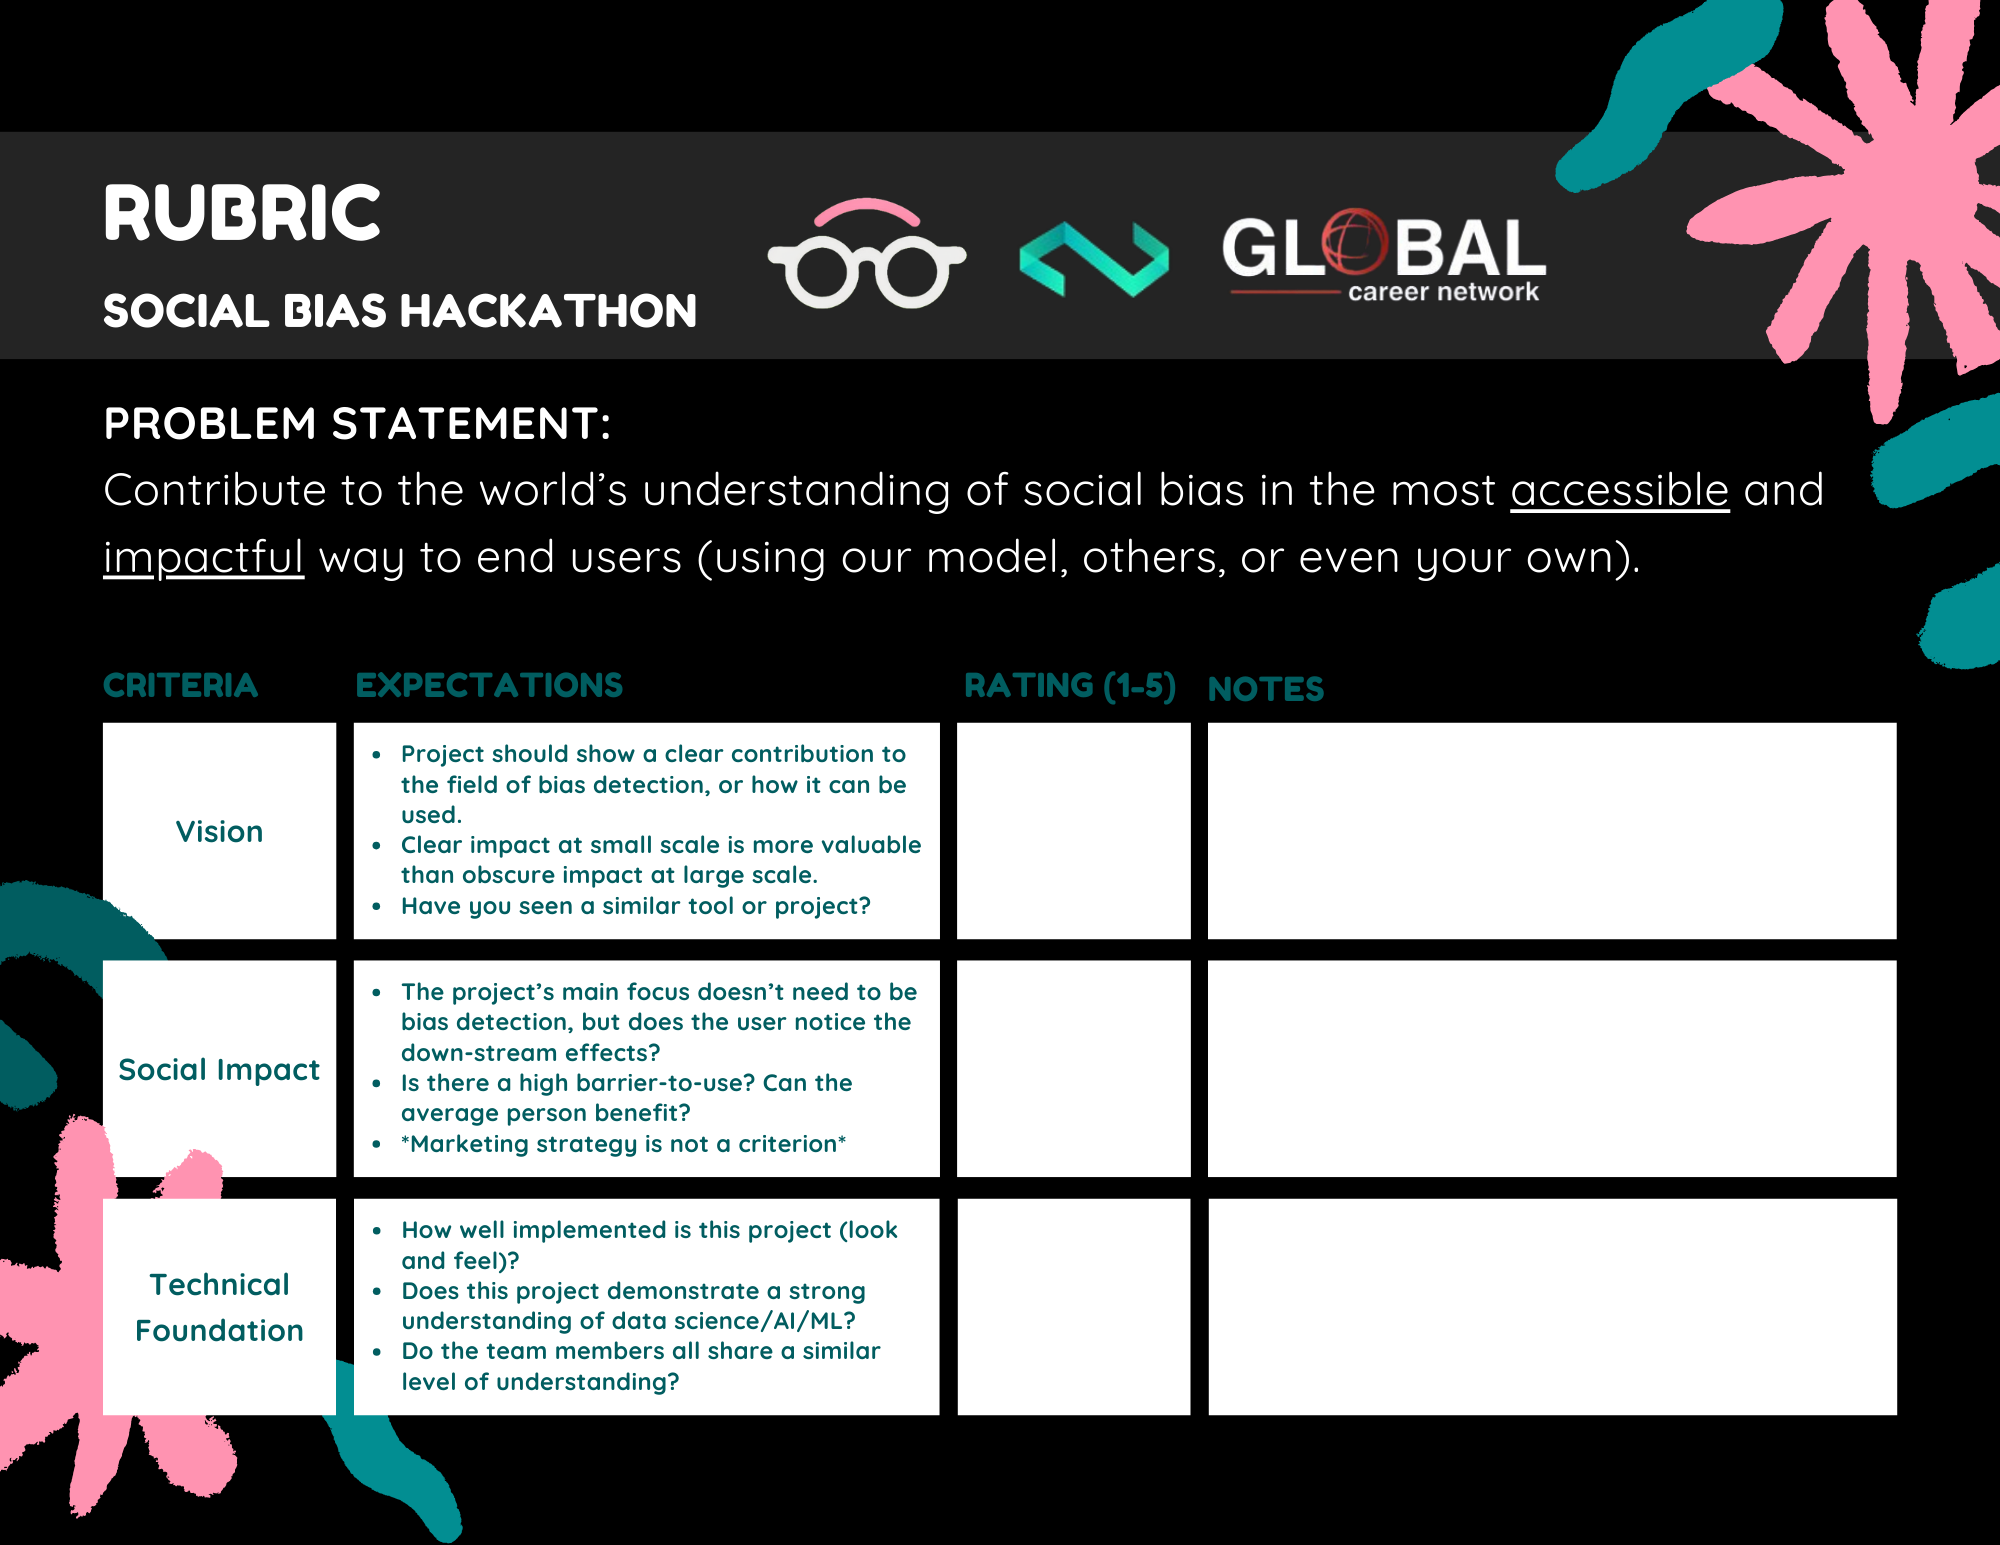 RUBRIC
SOCIAL BIAS HACKATHON
GLOBAL
career network
PROBLEM STATEMENT:
Contribute to the world’s understanding of social bias in the most accessible and
impactful way to end users (using our model, others, or even your own).
CRITERIA
EXPECTATIONS
RATING (1-5)
NOTES
Vision
• Project should show a clear contribution to
the field of bias detection, or how it can be
used.
• Clear impact at small scale is more valuable
than obscure impact at large scale.
• Have you seen a similar tool or project?
Social Impact
• The project’s main focus doesn’t need to be
bias detection, but does the user notice the
down-stream effects?
• Is there a high barrier-to-use? Can the
average person benefit?
• *Marketing strategy is not a criterion*
Technical
Foundation
• How well implemented is this project (look
and feel)?
• Does this project demonstrate a strong
understanding of data science/AI/ML?
• Do the team members all share a similar
level of understanding?